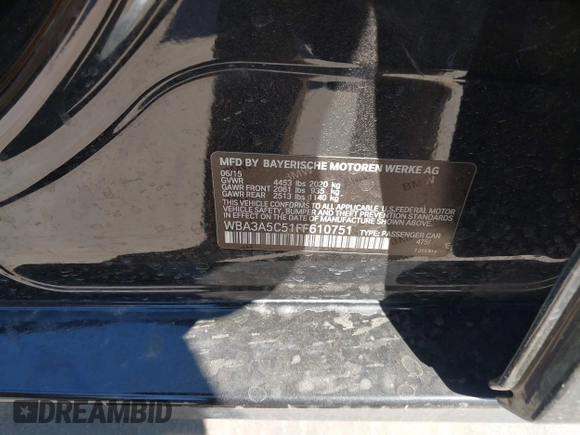 MFD BY BAYERISCHE MOTOREN WERKE AG
06/15
GVWR 4453 lbs 2020 kg
GAWR FRONT 2061 lbs 935 kg
GAWR REAR 2513 lbs 1140 kg
THIS VEHICLE CONFORMS TO ALL APPLICABLE U.S. FEDERAL MOTOR
VEHICLE SAFETY, BUMPER, AND THEFT PREVENTION STANDARDS
IN EFFECT ON THE DATE OF MANUFACTURE SHOWN ABOVE.
WBA3A5C51FF610751 TYPE: PASSENGER CAR
475/
DREAMBID